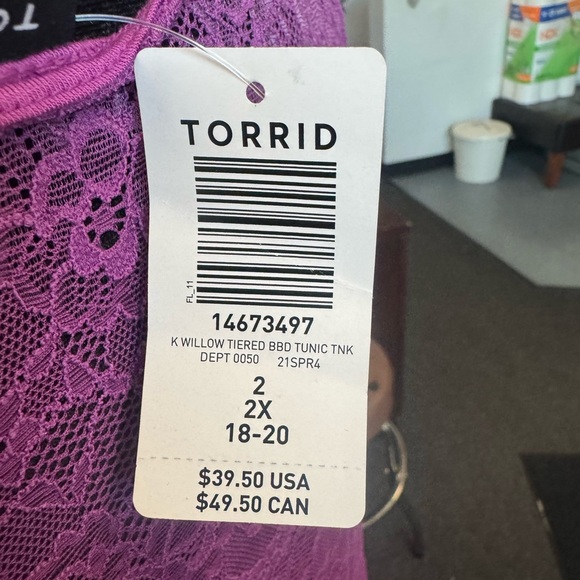 TORRID
FL_11
14673497
K WILLOW TIERED BBD TUNIC TNK
DEPT 0050 21SPR4
2
2X
18-20
$39.50 USA
$49.50 CAN